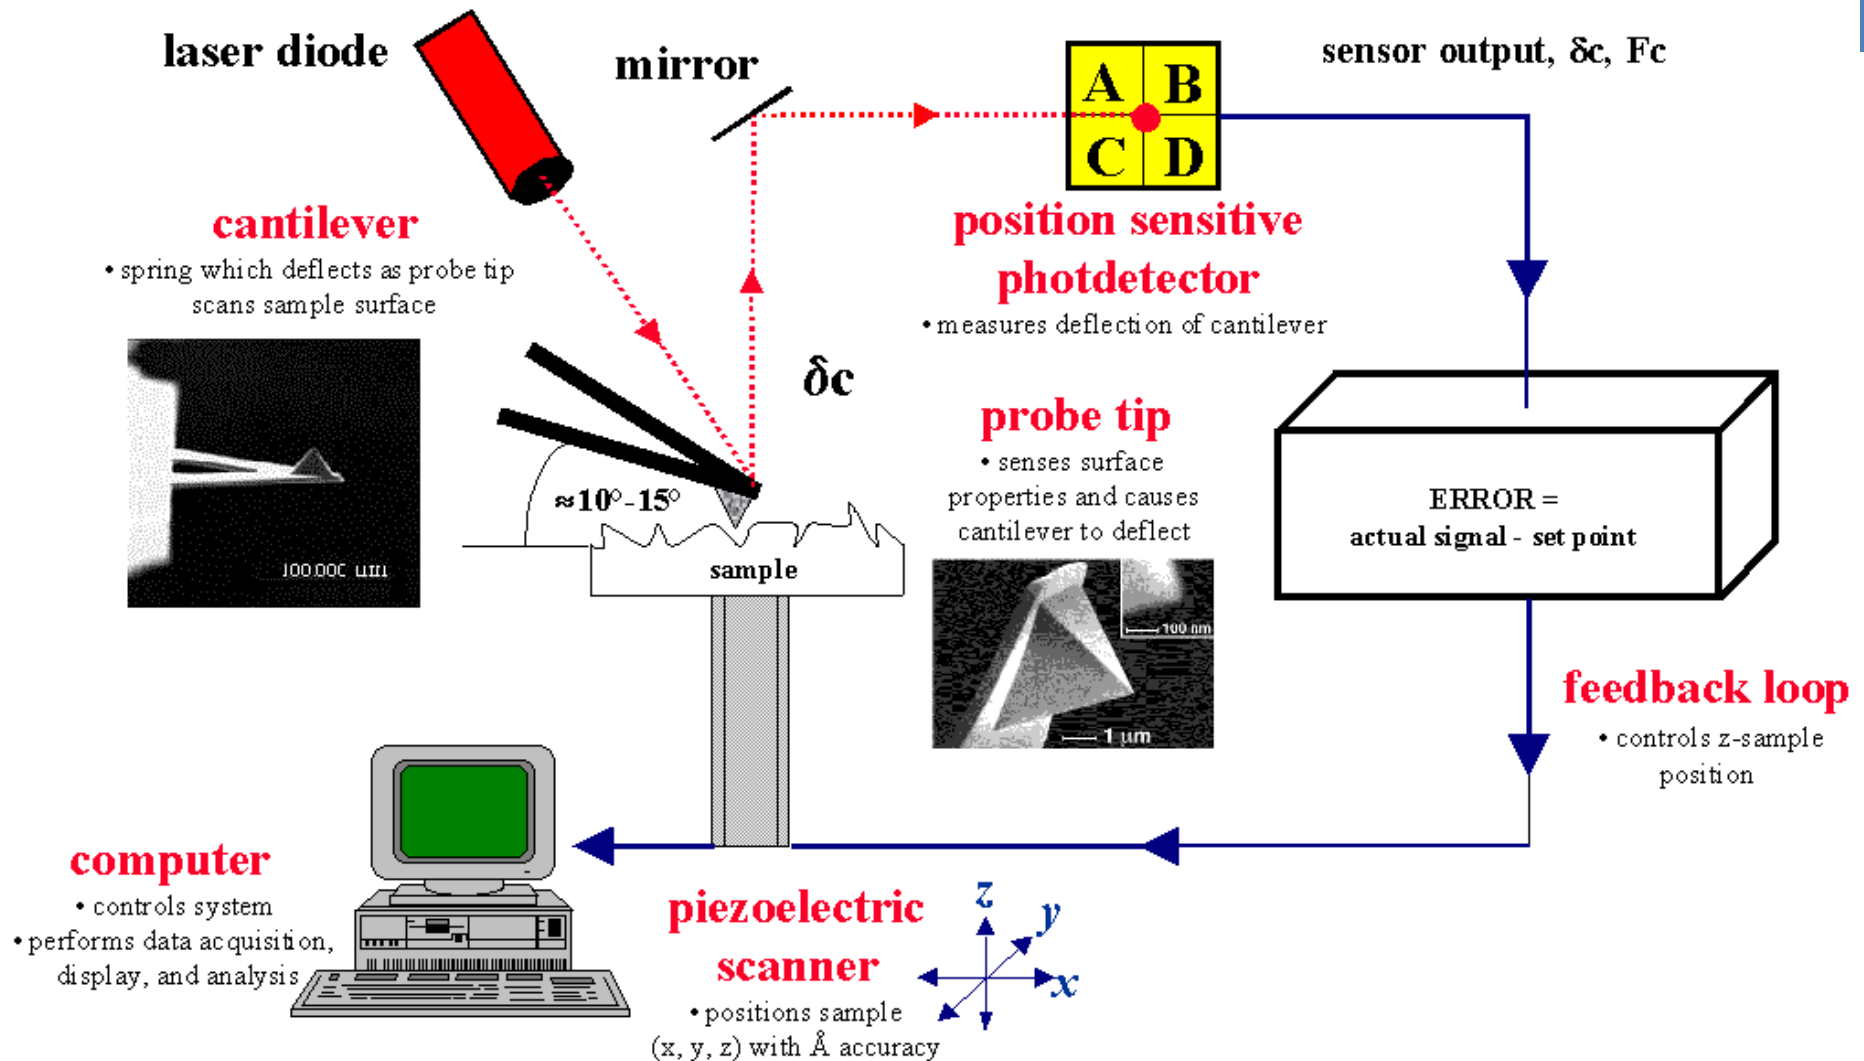 laser diode
mirror
A B
C D
sensor output, δc, Fc
cantilever
• spring which deflects as probe tip
scans sample surface
100.000 µm
position sensitive
photdetector
• measures deflection of cantilever
δc
≈10°-15°
sample
probe tip
• senses surface
properties and causes
cantilever to deflect
100 nm
1 µm
ERROR =
actual signal - set point
feedback loop
• controls z-sample
position
computer
• controls system
• performs data acquisition,
display, and analysis
piezoelectric
scanner
• positions sample
(x, y, z) with Å accuracy
z
y
x